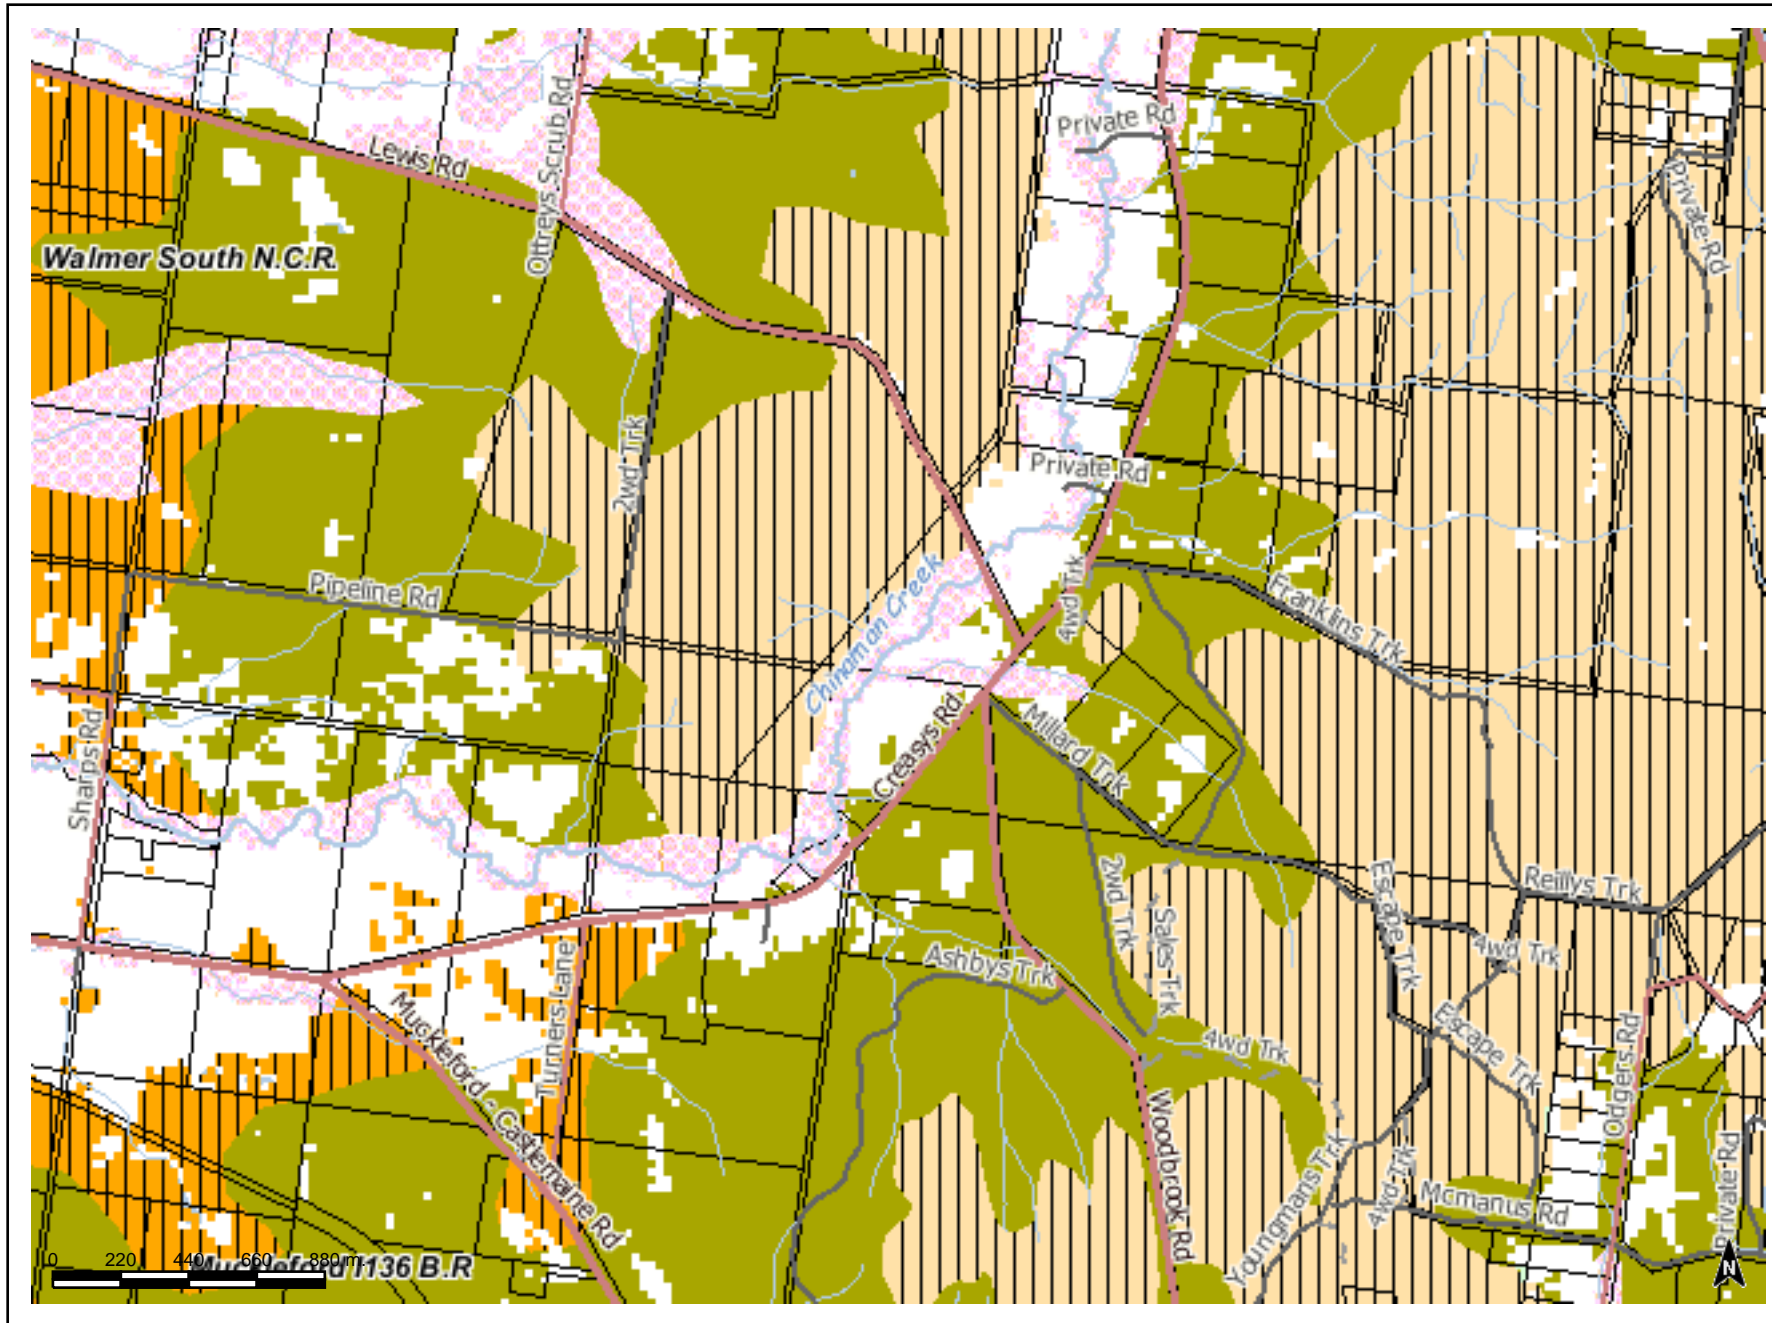 Private Rd
Lewis Rd
Ottreys Scrub Rd
Private Rd
Walmer South N.C.R.
2wd Trk
Private Rd
Pipeline Rd
Chinaman Creek
4wd Trk
Franklins Trk
Sharps Rd
Creasys Rd
Millard Trk
2wd Trk
Sales Trk
Escape Trk
Reillys Trk
4wd Trk
Ashbys Trk
Turners Lane
Muckleford - Castlemaine Rd
4wd Trk
Escape Trk
Odgers Rd
Woodbrook Rd
Youngmans Trk
4wd Trk
Mcmanus Rd
Private Rd
0 220 440 660 880 m.
Muckleford I136 B.R
N